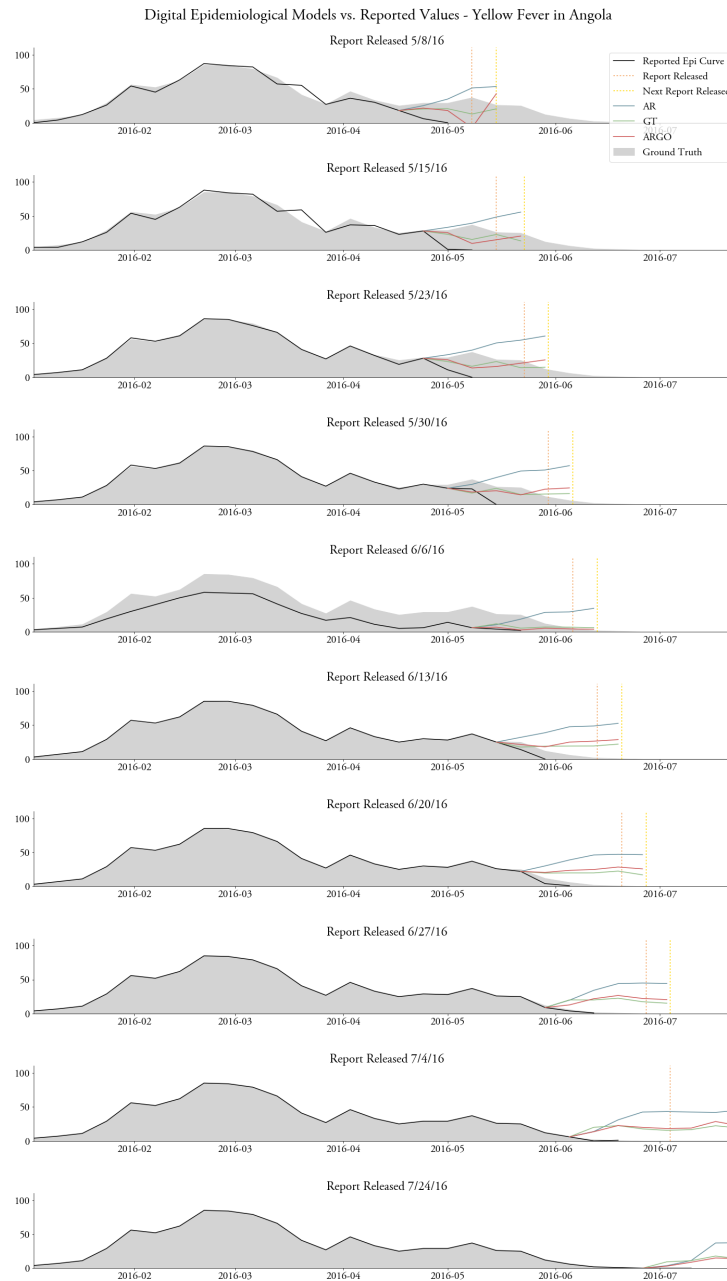 Digital Epidemiological Models vs. Reported Values - Yellow Fever in Angola
Report Released 5/8/16
100
50
0
2016-02 2016-03 2016-04 2016-05 2016-06 2016-07
Reported Epi Curve
Report Released
Next Report Released
AR
GT
ARGO
Ground Truth
Report Released 5/15/16
100
50
0
2016-02 2016-03 2016-04 2016-05 2016-06 2016-07
Report Released 5/23/16
100
50
0
2016-02 2016-03 2016-04 2016-05 2016-06 2016-07
Report Released 5/30/16
100
50
0
2016-02 2016-03 2016-04 2016-05 2016-06 2016-07
Report Released 6/6/16
100
50
0
2016-02 2016-03 2016-04 2016-05 2016-06 2016-07
Report Released 6/13/16
100
50
0
2016-02 2016-03 2016-04 2016-05 2016-06 2016-07
Report Released 6/20/16
100
50
0
2016-02 2016-03 2016-04 2016-05 2016-06 2016-07
Report Released 6/27/16
100
50
0
2016-02 2016-03 2016-04 2016-05 2016-06 2016-07
Report Released 7/4/16
100
50
0
2016-02 2016-03 2016-04 2016-05 2016-06 2016-07
Report Released 7/24/16
100
50
0
2016-02 2016-03 2016-04 2016-05 2016-06 2016-07